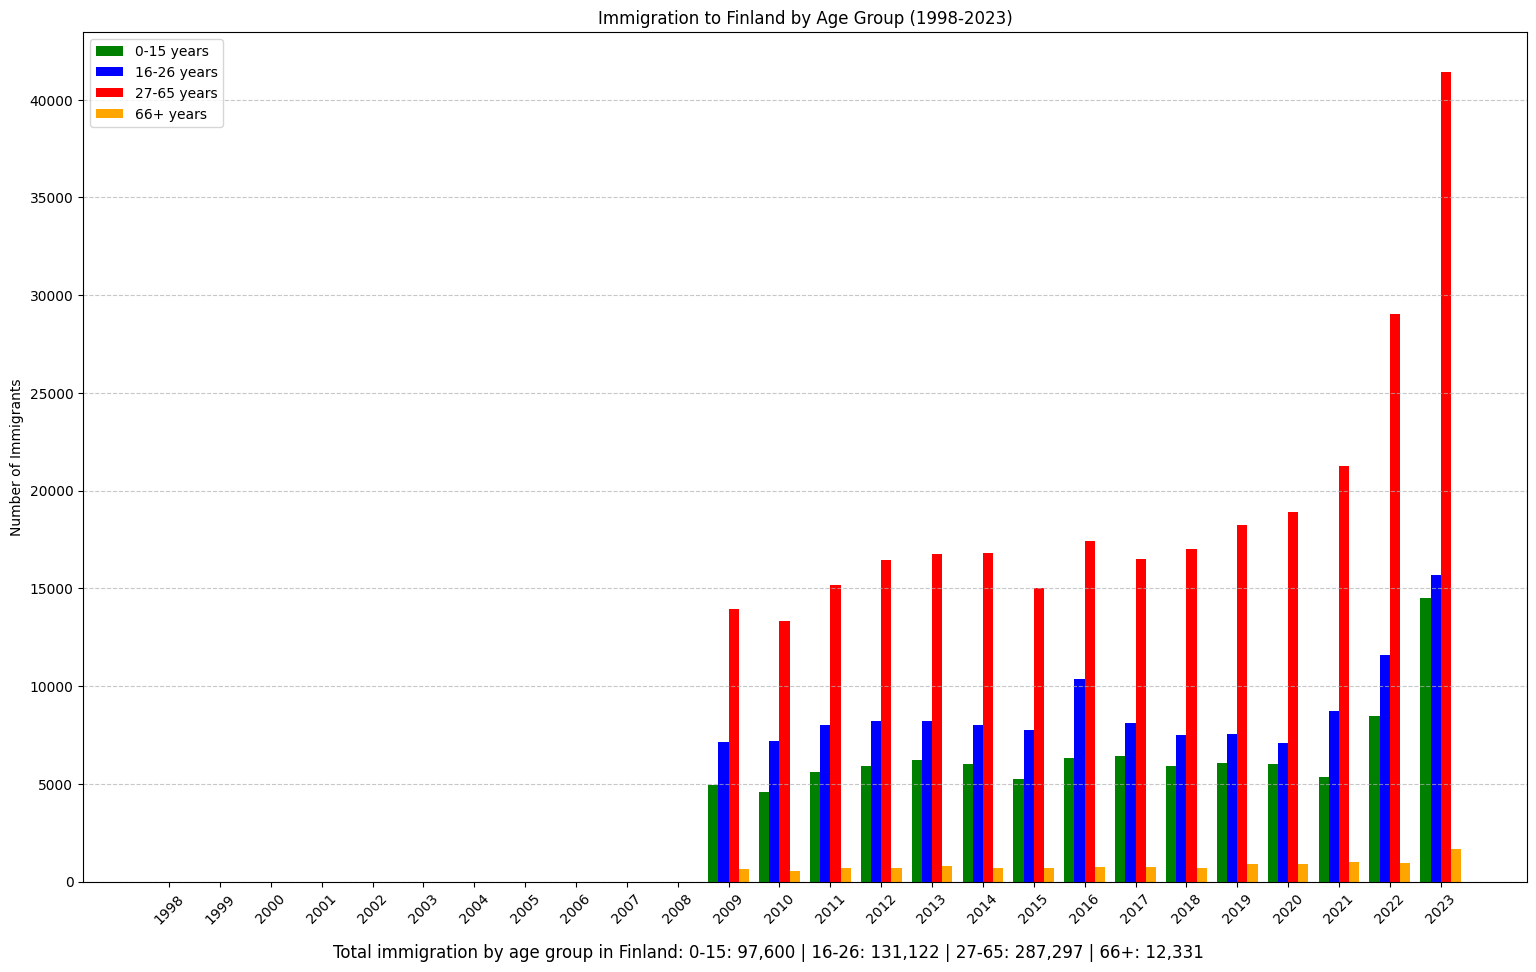 Immigration to Finland by Age Group (1998-2023)
0-15 years
16-26 years
27-65 years
66+ years
Number of Immigrants
40000
35000
30000
25000
20000
15000
10000
5000
0
1998 1999 2000 2001 2002 2003 2004 2005 2006 2007 2008 2009 2010 2011 2012 2013 2014 2015 2016 2017 2018 2019 2020 2021 2022 2023
Total immigration by age group in Finland: 0-15: 97,600 | 16-26: 131,122 | 27-65: 287,297 | 66+: 12,331